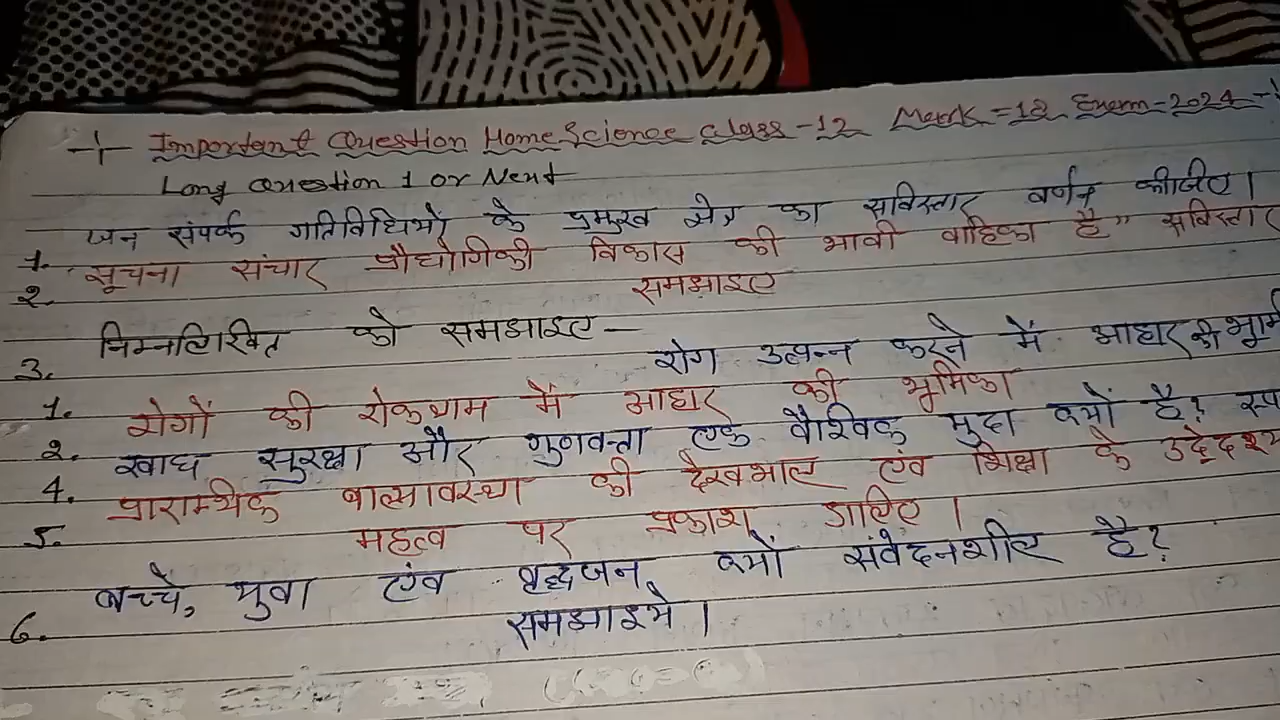 Important Question Home Science Class-12 Mark=12 Exam-2024
Long Question 1 or Next
1. जन संपर्क गतिविधियों के प्रमुख क्षेत्र का सविस्तार वर्णन कीजिए।
2. सूचना संचार प्रौद्योगिकी विकास की भावी वाहिका है" सविस्तार
समझाइए
3. निम्नलिखित को समझाइए-
1. रोग उत्पन्न करने में आहार की
2. रोगों की रोकथाम में आहार की भूमिका
4. खाद्य सुरक्षा और गुणवत्ता एक वैश्विक मुद्दा क्यों है?
5. प्रारम्भिक बाल्यावस्था की देखभाल एंव शिक्षा के उद्देश्य
महत्व पर प्रकाश डालिए।
6. बच्चे, युवा एंव वृद्धजन, क्यों संवेदनशील है?
समझाइये।